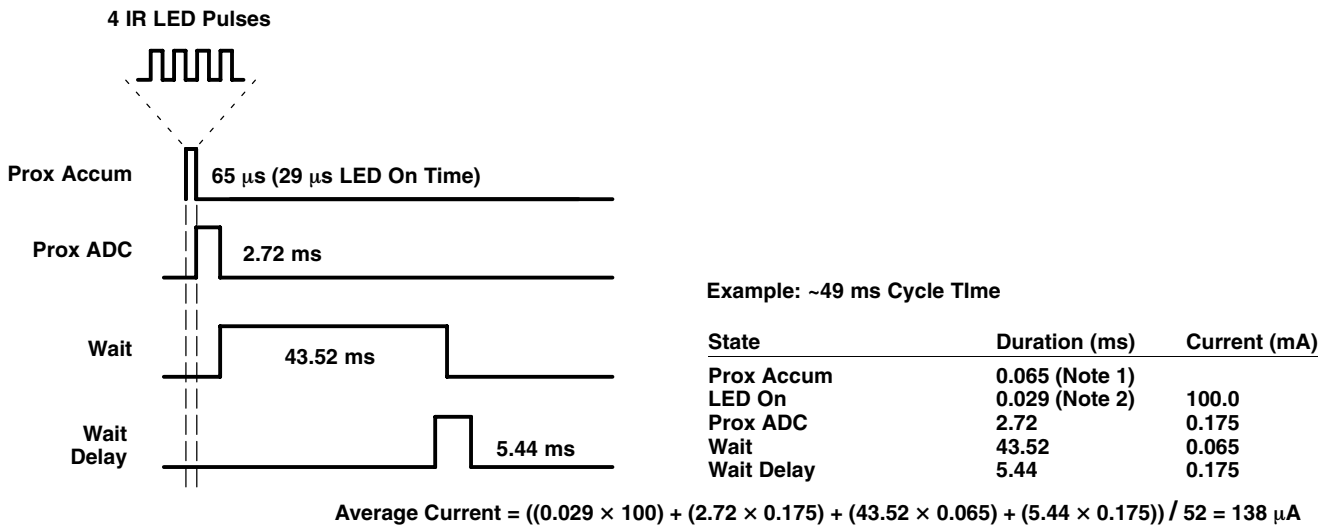 4 IR LED Pulses
Prox Accum
65 μs (29 μs LED On Time)
Prox ADC
2.72 ms
Wait
43.52 ms
Wait
Delay
5.44 ms
Example: ~49 ms Cycle TIme
State Duration (ms) Current (mA)
Prox Accum 0.065 (Note 1)
LED On 0.029 (Note 2) 100.0
Prox ADC 2.72 0.175
Wait 43.52 0.065
Wait Delay 5.44 0.175
Average Current = ((0.029 × 100) + (2.72 × 0.175) + (43.52 × 0.065) + (5.44 × 0.175)) / 52 = 138 μA